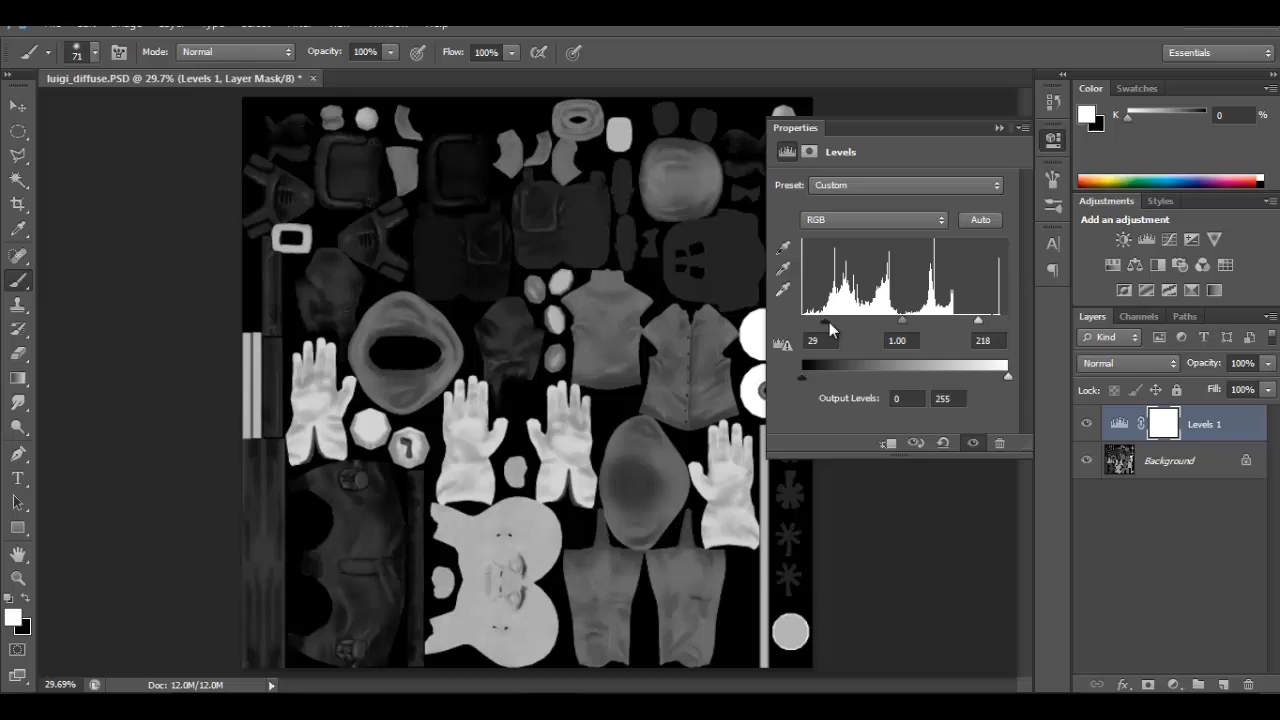 71 Mode: Normal Opacity: 100% Flow: 100% Essentials
luigi_diffuse.PSD @ 29.7% (Levels 1, Layer Mask/8) * ×
Color Swatches
K 0 %
Properties
Levels
Preset: Custom
RGB Auto
29 1.00 218
Output Levels: 0 255
Adjustments Styles
Add an adjustment
Layers Channels Paths
Kind
Normal Opacity: 100%
Lock: Fill: 100%
Levels 1
Background
fx
29.69% Doc: 12.0M/12.0M